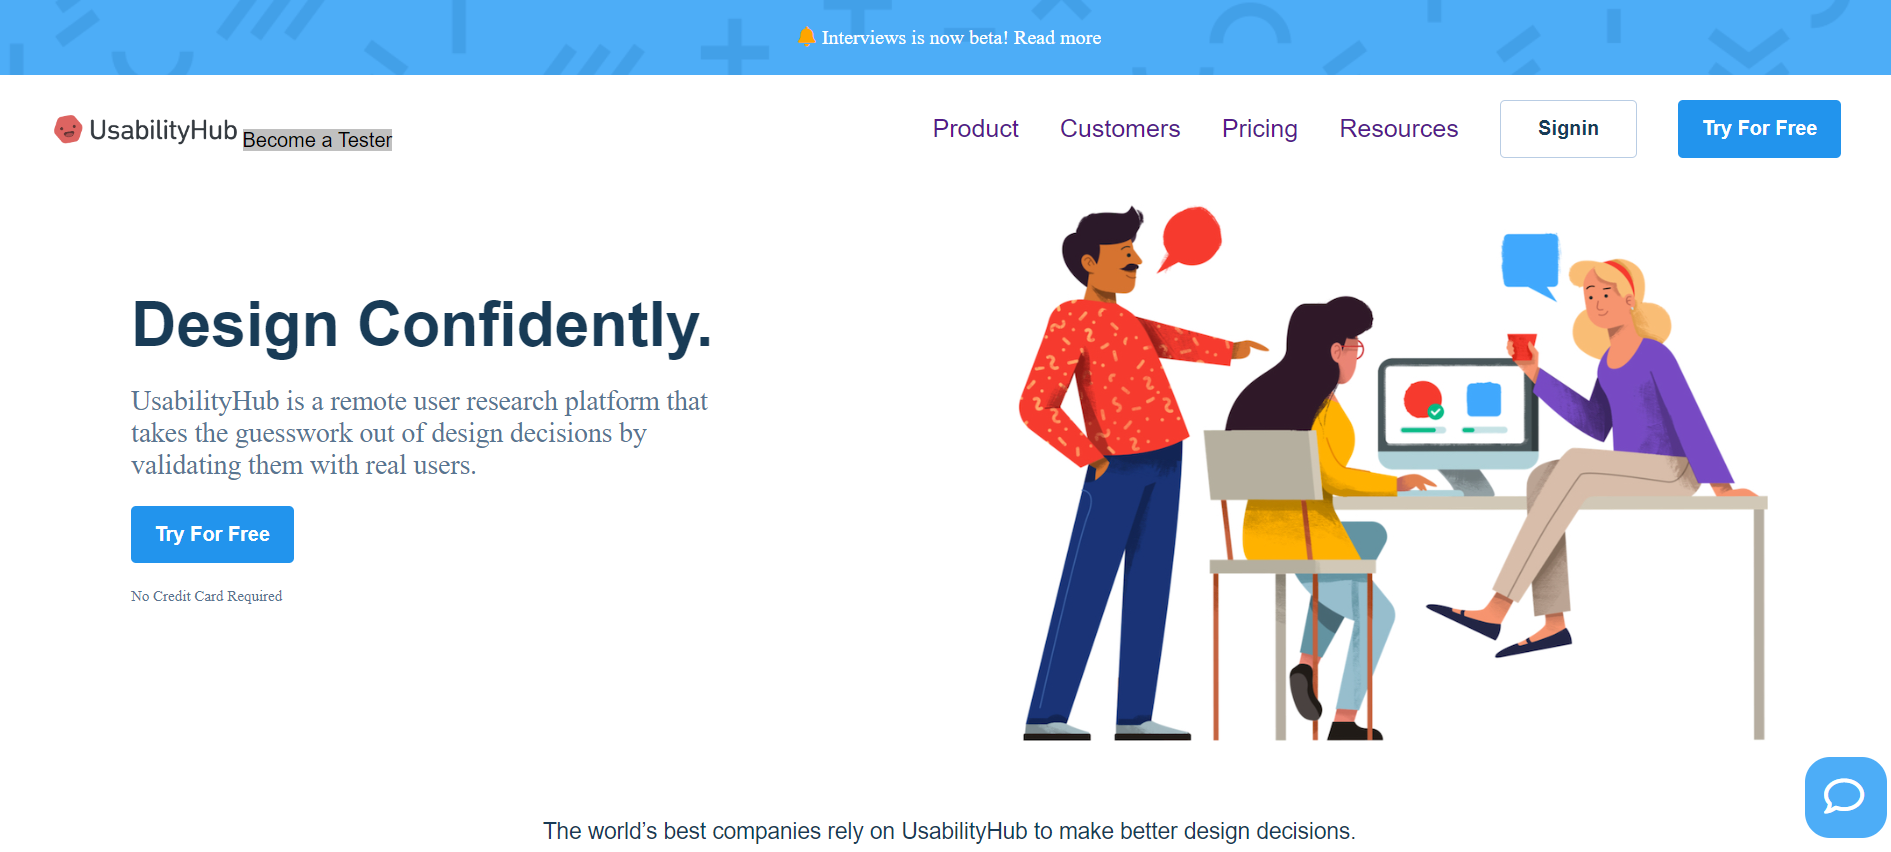 Interviews is now beta! Read more
UsabilityHub
Become a Tester
Product
Customers
Pricing
Resources
Signin
Try For Free
Design Confidently.
UsabilityHub is a remote user research platform that
takes the guesswork out of design decisions by
validating them with real users.
Try For Free
No Credit Card Required
The world’s best companies rely on UsabilityHub to make better design decisions.